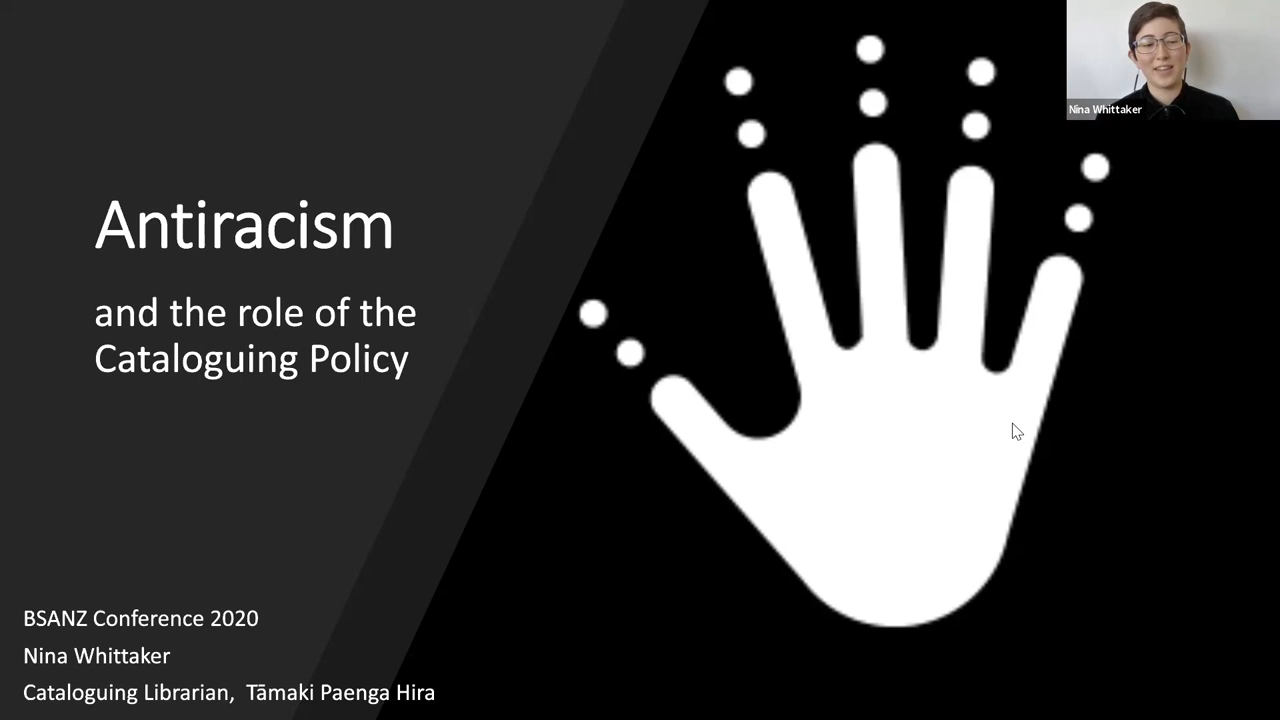 Antiracism
and the role of the
Cataloguing Policy
BSANZ Conference 2020
Nina Whittaker
Cataloguing Librarian,  Tāmaki Paenga Hira
Nina Whittaker